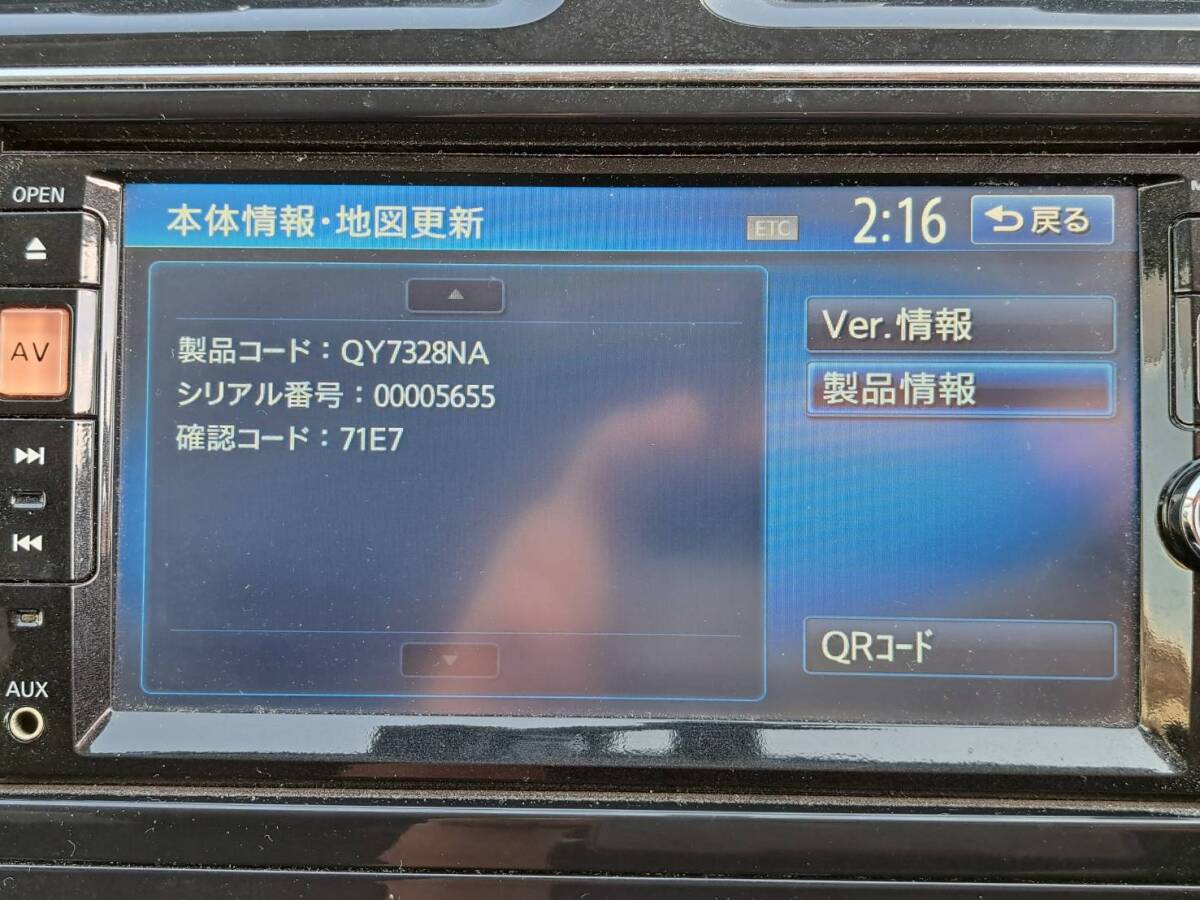 OPEN
本体情報・地図更新
ETC
2:16
戻る
AV
製品コード：QY7328NA
シリアル番号：00005655
確認コード：71E7
Ver.情報
製品情報
QRコード
AUX